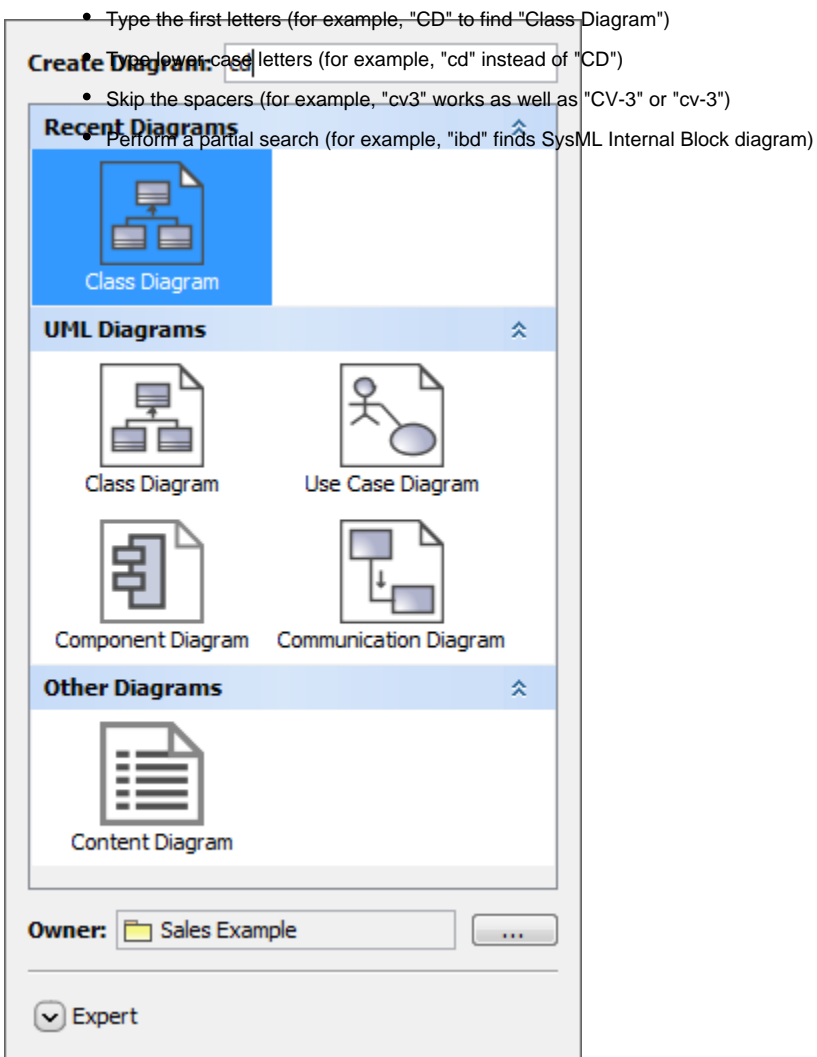 • Type the first letters (for example, "CD" to find "Class Diagram")
Create Diagram: cd
• Type lower-case letters (for example, "cd" instead of "CD")
• Skip the spacers (for example, "cv3" works as well as "CV-3" or "cv-3")
Recent Diagrams
• Perform a partial search (for example, "ibd" finds SysML Internal Block diagram)
Class Diagram
UML Diagrams
Class Diagram Use Case Diagram
Component Diagram Communication Diagram
Other Diagrams
Content Diagram
Owner: Sales Example ...
Expert